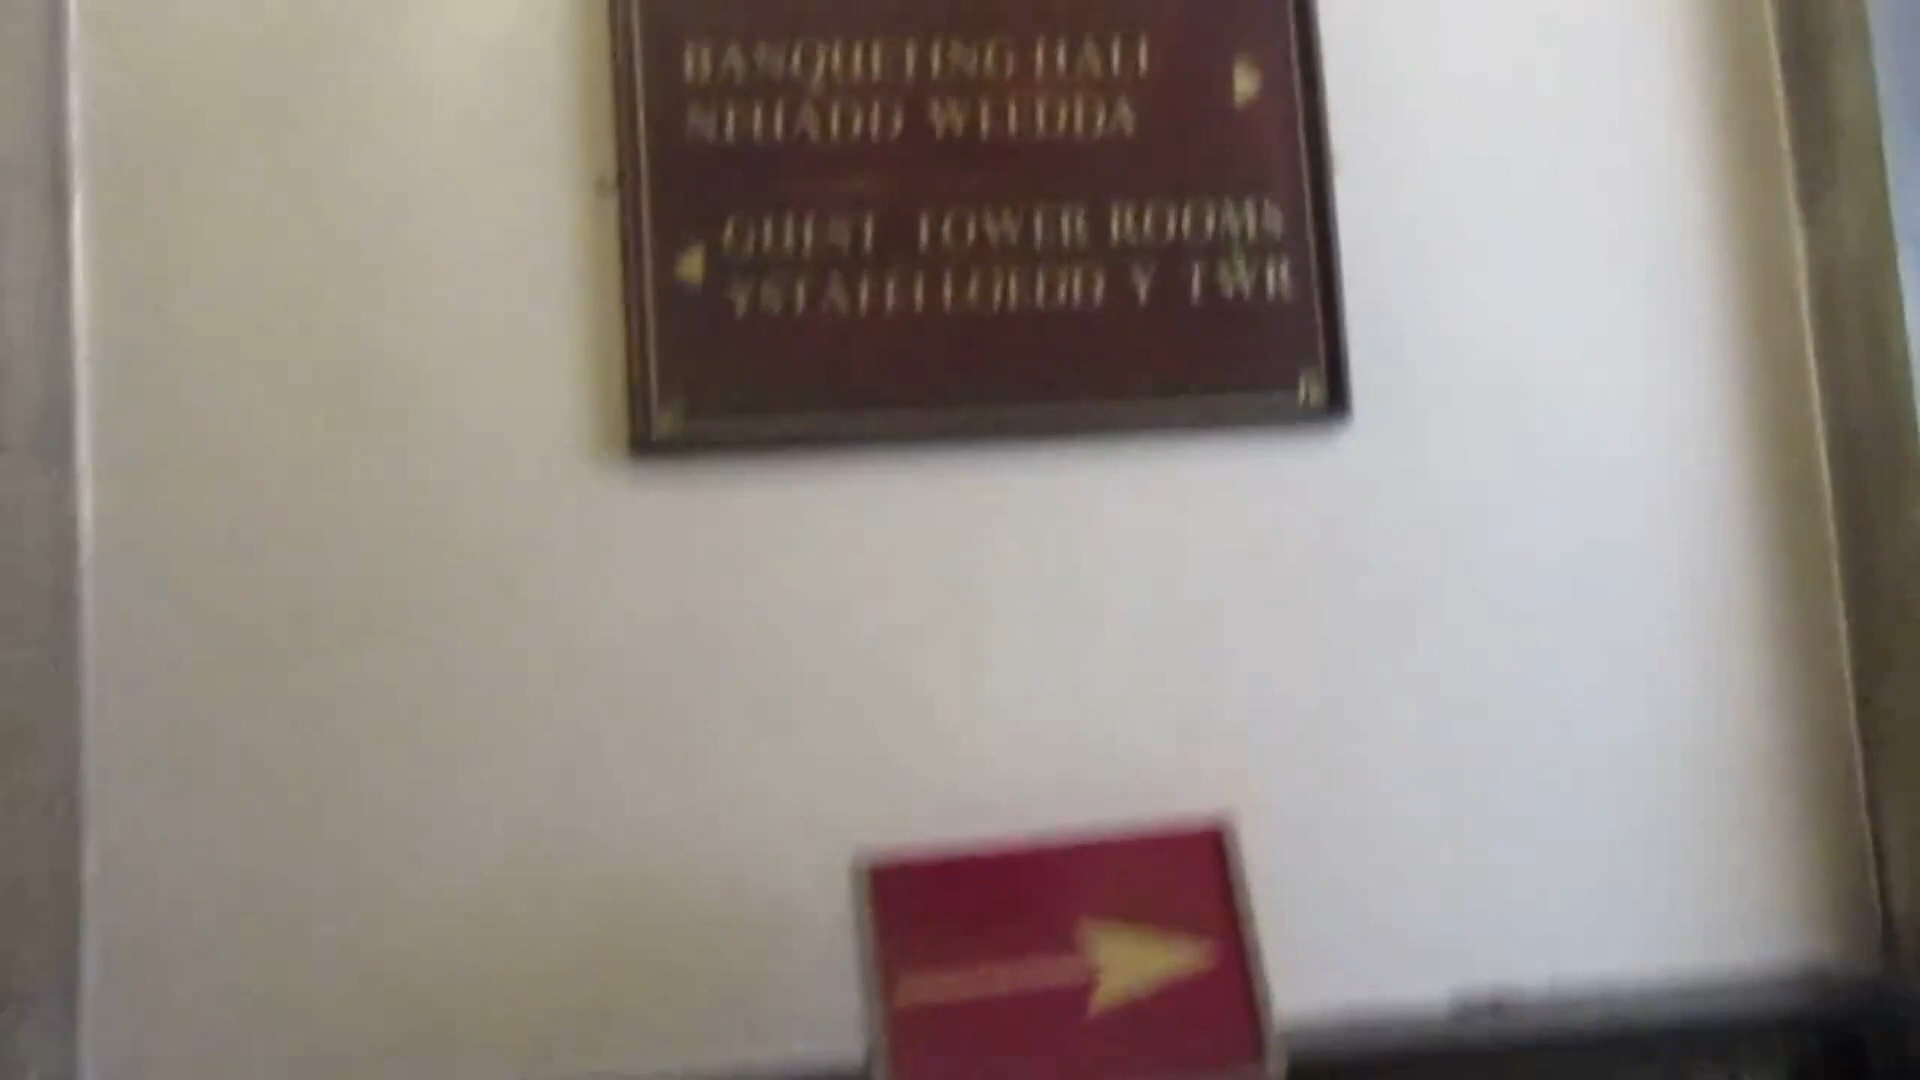 BANQUETING HALL
NEUADD WLEDDA
GUEST TOWER ROOMS
YSTAFELLOEDD Y TWR